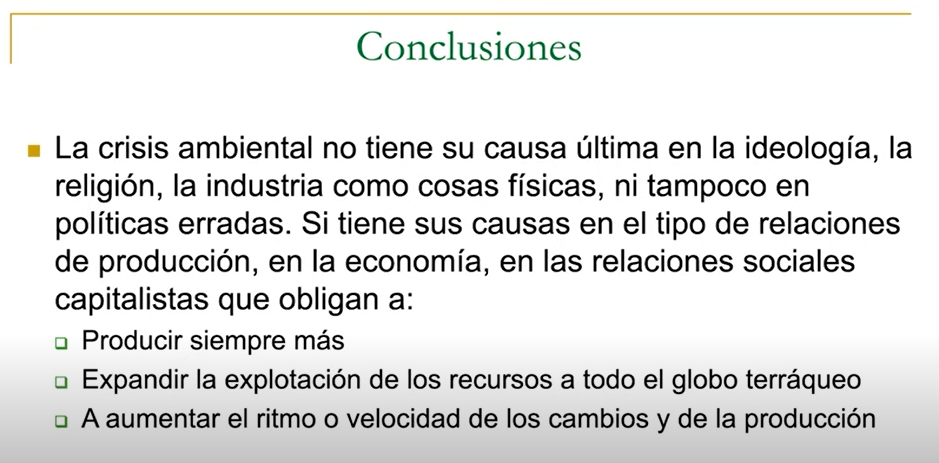 Conclusiones
La crisis ambiental no tiene su causa última en la ideología, la
religión, la industria como cosas físicas, ni tampoco en
políticas erradas. Si tiene sus causas en el tipo de relaciones
de producción, en la economía, en las relaciones sociales
capitalistas que obligan a:
Producir siempre más
Expandir la explotación de los recursos a todo el globo terráqueo
A aumentar el ritmo o velocidad de los cambios y de la producción